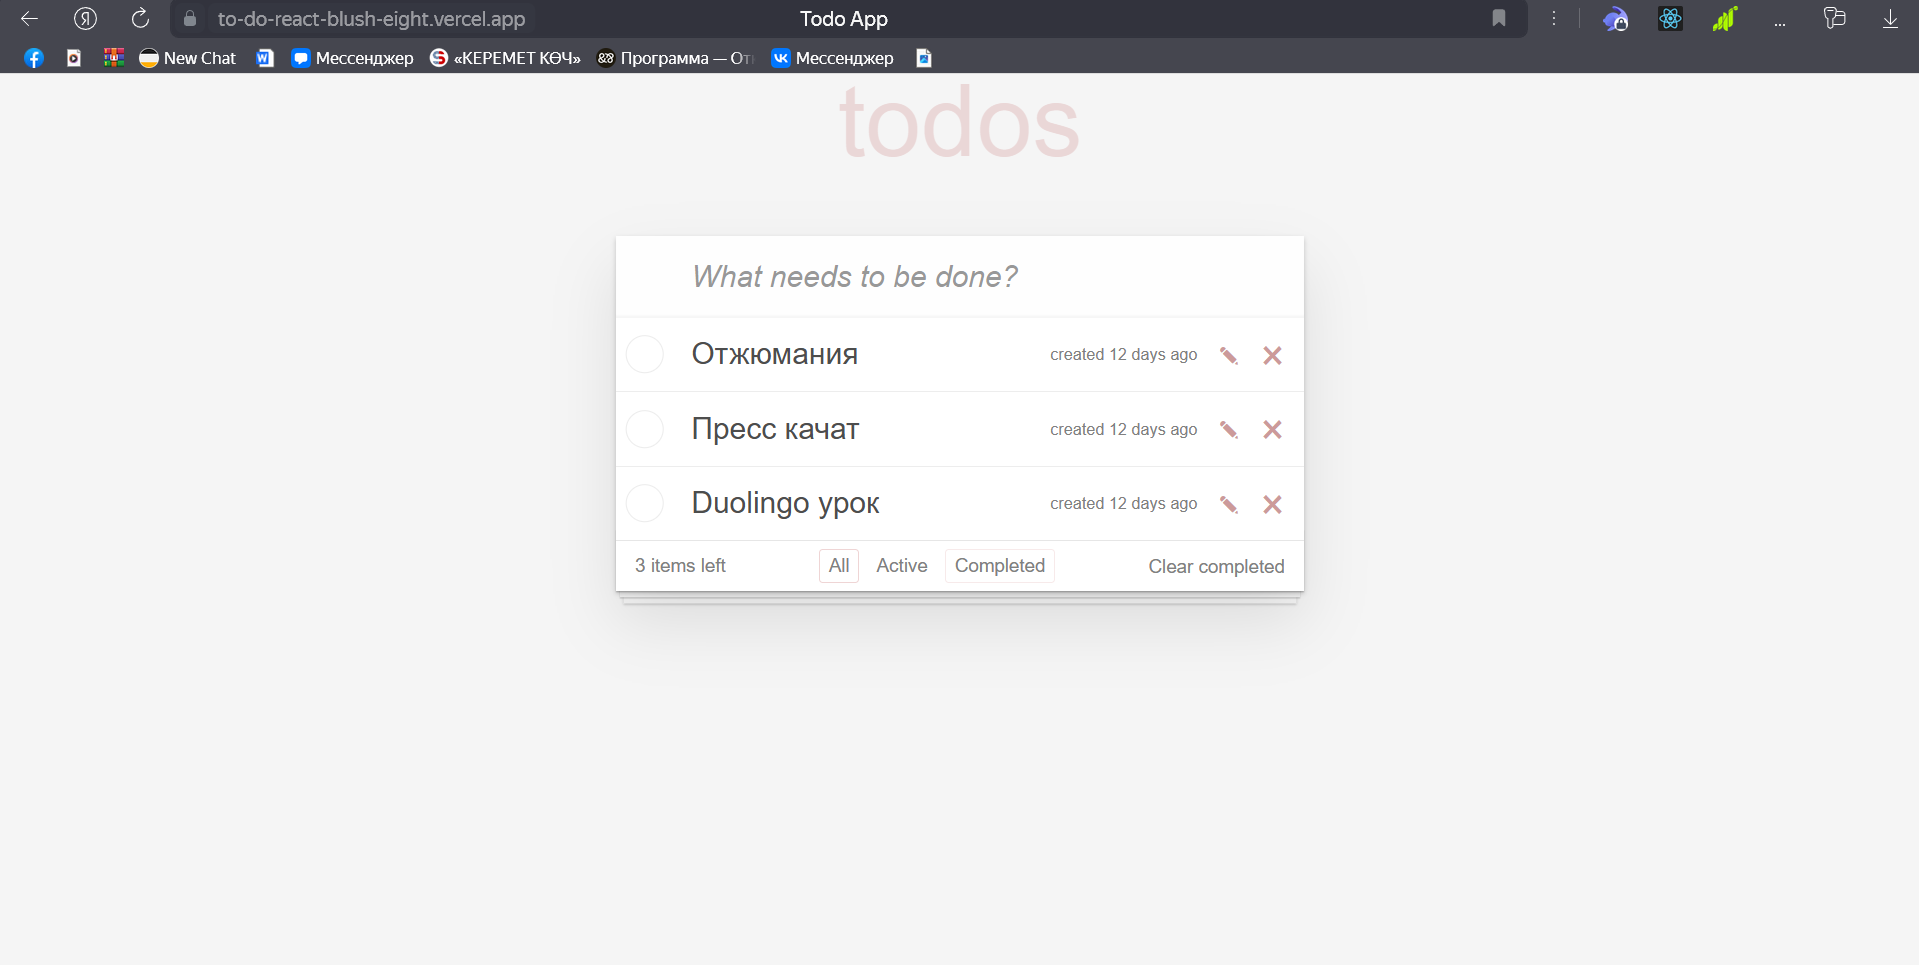 to-do-react-blush-eight.vercel.app
Todo App
New Chat
Мессенджер
«КЕРЕМЕТ КӨЧ»
Программа — От
Мессенджер
todos
What needs to be done?
Отжюмания created 12 days ago
Пресс качат created 12 days ago
Duolingo урок created 12 days ago
3 items left All Active Completed Clear completed